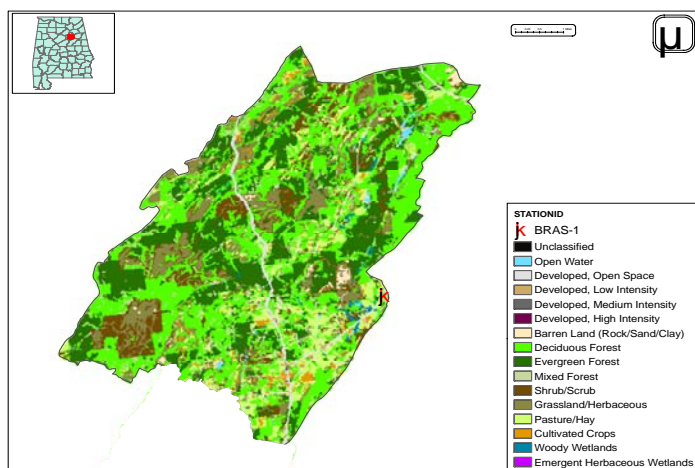 µ
STATIONID
jk BRAS-1
Unclassified
Open Water
Developed, Open Space
Developed, Low Intensity
Developed, Medium Intensity
Developed, High Intensity
Barren Land (Rock/Sand/Clay)
Deciduous Forest
Evergreen Forest
Mixed Forest
Shrub/Scrub
Grassland/Herbaceous
Pasture/Hay
Cultivated Crops
Woody Wetlands
Emergent Herbaceous Wetlands
jk